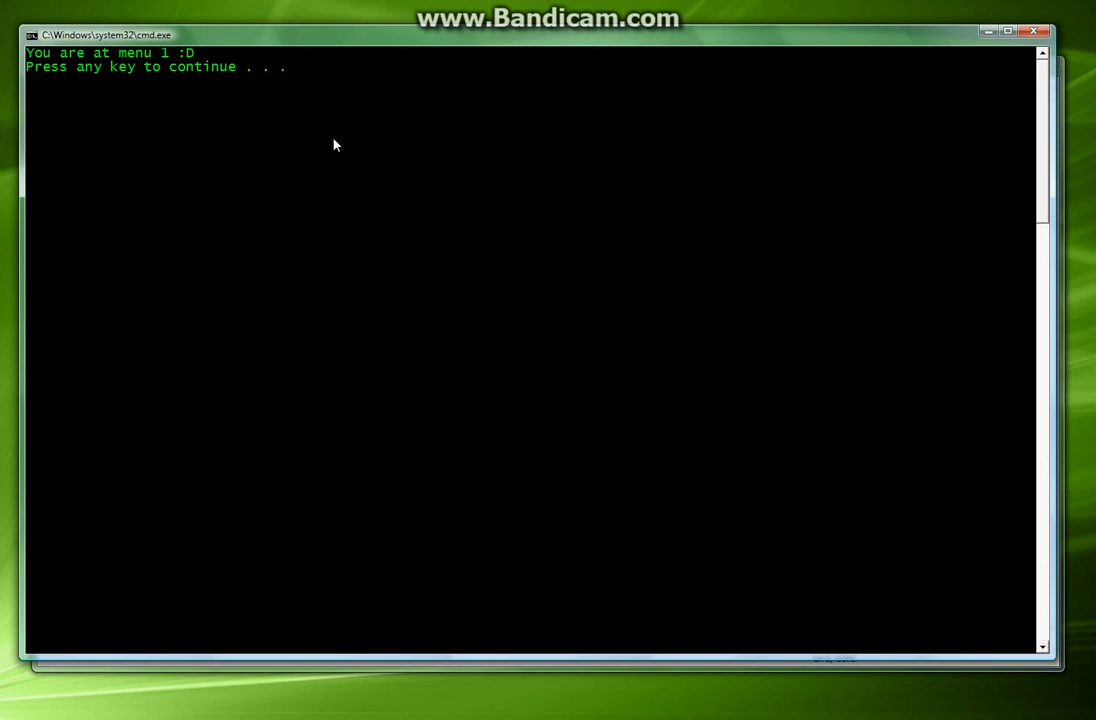 www.Bandicam.com
C:\Windows\system32\cmd.exe
You are at menu 1 :D
Press any key to continue . . .